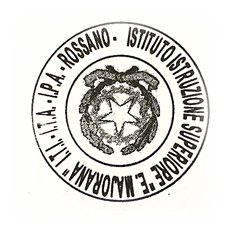 ISTITUTO ISTRUZIONE SUPERIORE "E. MAJORANA" I.T.I.-I.T.A.-I.P.A.- ROSSANO -